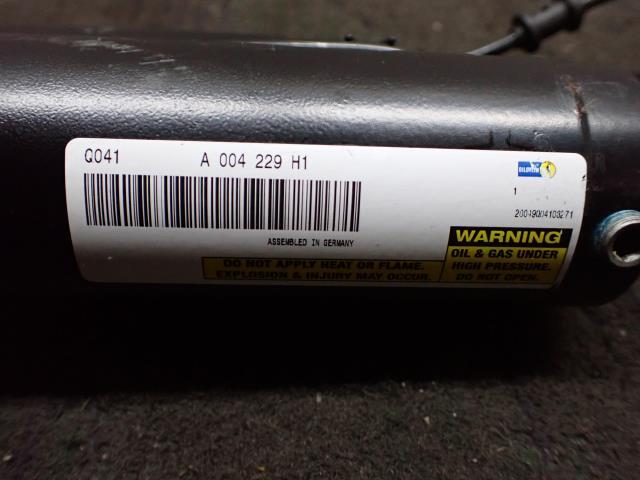 G041 A 004 229 H1
BILSTEIN
1
ASSEMBLED IN GERMANY
WARNING
OIL & GAS UNDER
HIGH PRESSURE.
DO NOT OPEN.
DO NOT APPLY HEAT OR FLAME.
EXPLOSION & INJURY MAY OCCUR.